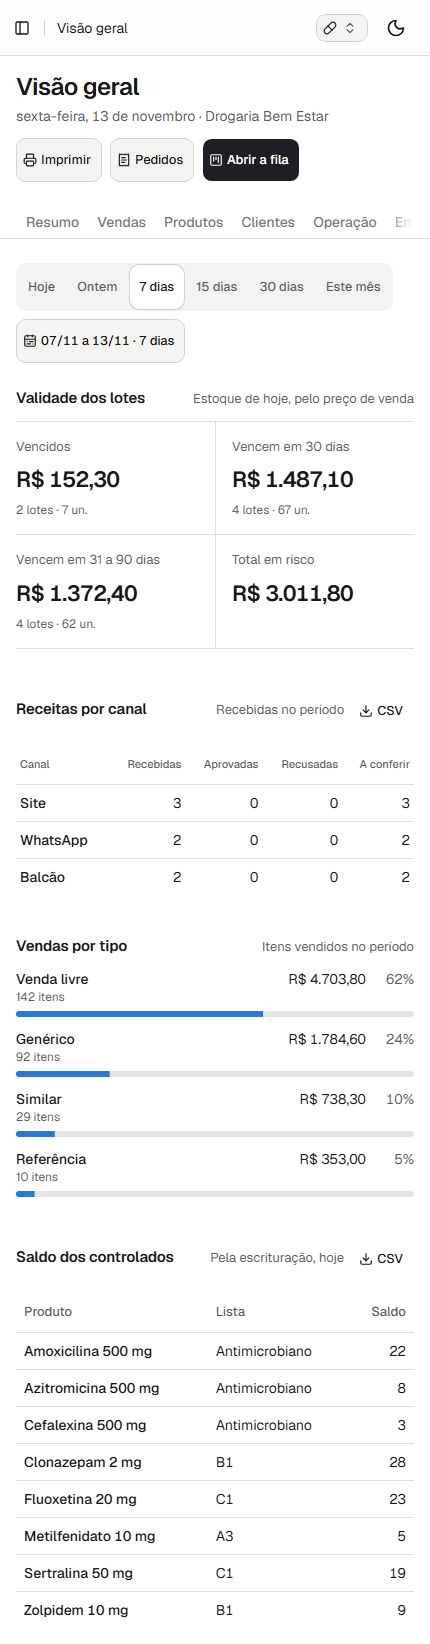 Visão geral
Visão geral
sexta-feira, 13 de novembro · Drogaria Bem Estar
Imprimir Pedidos Abrir a fila
Resumo Vendas Produtos Clientes Operação
Hoje Ontem 7 dias 15 dias 30 dias Este mês
07/11 a 13/11 · 7 dias
Validade dos lotes Estoque de hoje, pelo preço de venda
Vencidos Vencem em 30 dias
R$ 152,30 R$ 1.487,10
2 lotes · 7 un. 4 lotes · 67 un.
Vencem em 31 a 90 dias Total em risco
R$ 1.372,40 R$ 3.011,80
4 lotes · 62 un.
Receitas por canal Recebidas no período CSV
Canal Recebidas Aprovadas Recusadas A conferir
Site 3 0 0 3
WhatsApp 2 0 0 2
Balcão 2 0 0 2
Vendas por tipo Itens vendidos no período
Venda livre R$ 4.703,80 62%
142 itens
Genérico R$ 1.784,60 24%
92 itens
Similar R$ 738,30 10%
29 itens
Referência R$ 353,00 5%
10 itens
Saldo dos controlados Pela escrituração, hoje CSV
Produto Lista Saldo
Amoxicilina 500 mg Antimicrobiano 22
Azitromicina 500 mg Antimicrobiano 8
Cefalexina 500 mg Antimicrobiano 3
Clonazepam 2 mg B1 28
Fluoxetina 20 mg C1 23
Metilfenidato 10 mg A3 5
Sertralina 50 mg C1 19
Zolpidem 10 mg B1 9